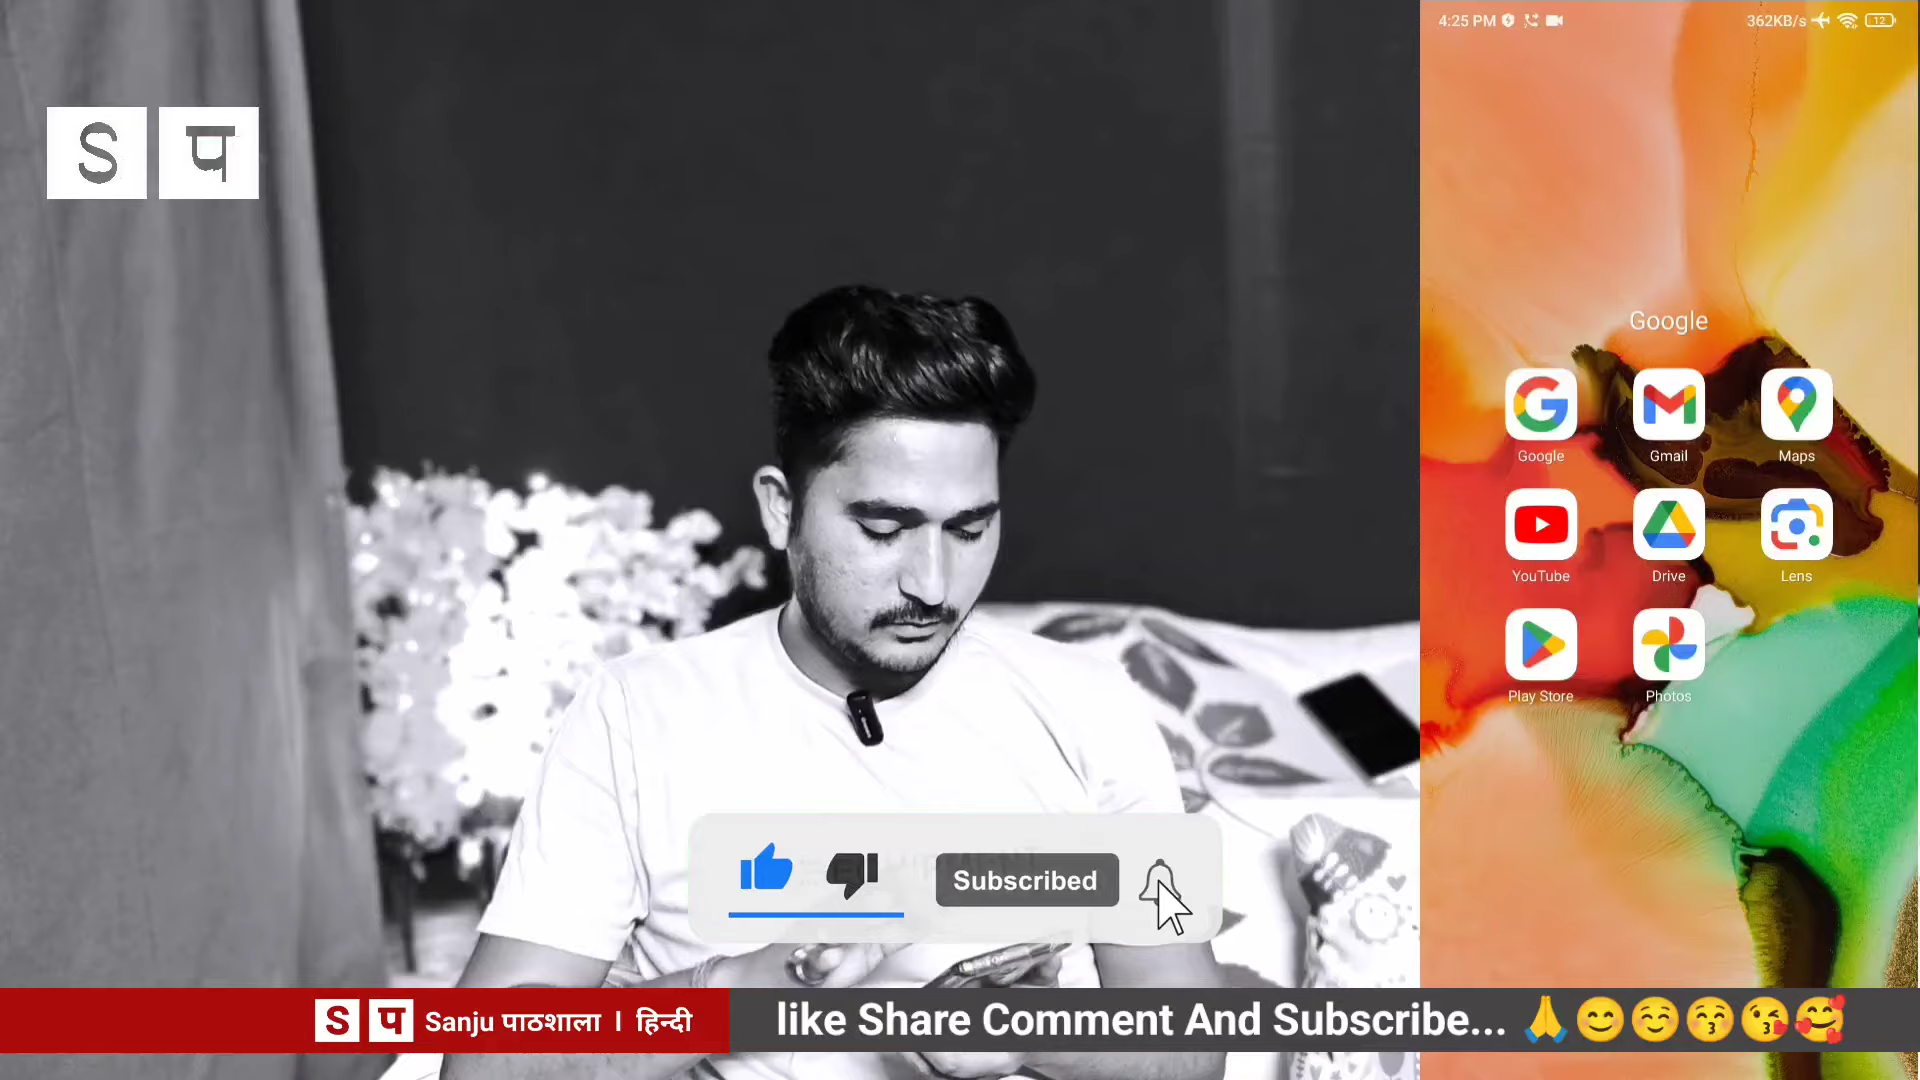 S प
4:25 PM 362KB/s 12
Google
Google Gmail Maps
YouTube Drive Lens
Play Store Photos
Subscribed
S प Sanju पाठशाला । हिन्दी
like Share Comment And Subscribe... 🙏😊☺️😚😘🥰